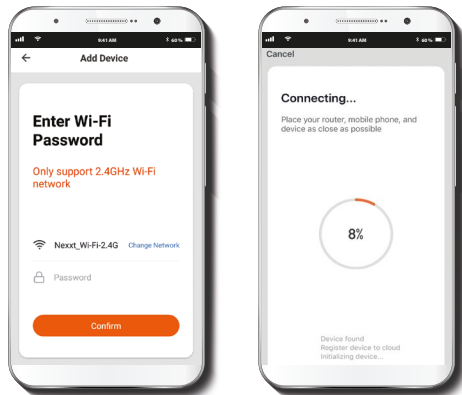 9:41 AM
60%
Add Device
Enter Wi-Fi
Password
Only support 2.4GHz Wi-Fi
network
Nexxt_Wi-Fi-2.4G Change Network
Password
Confirm
9:41 AM
60%
Cancel
Connecting...
Place your router, mobile phone, and
device as close as possible
8%
Device found
Register device to cloud
Initializing device...